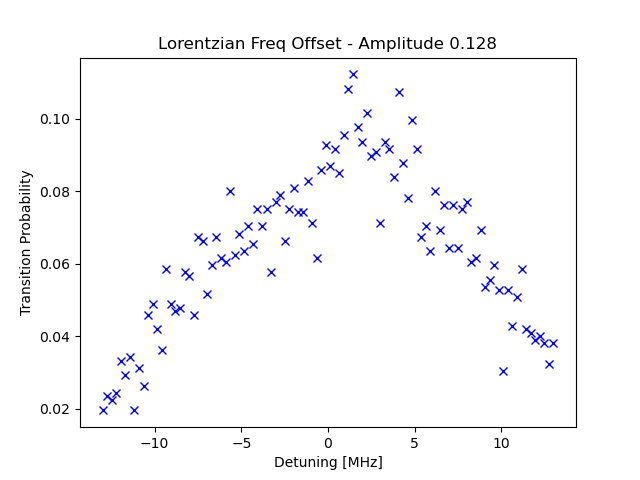 Lorentzian Freq Offset - Amplitude 0.128
Transition Probability
0.10
0.08
0.06
0.04
0.02
−10 −5 0 5 10
Detuning [MHz]